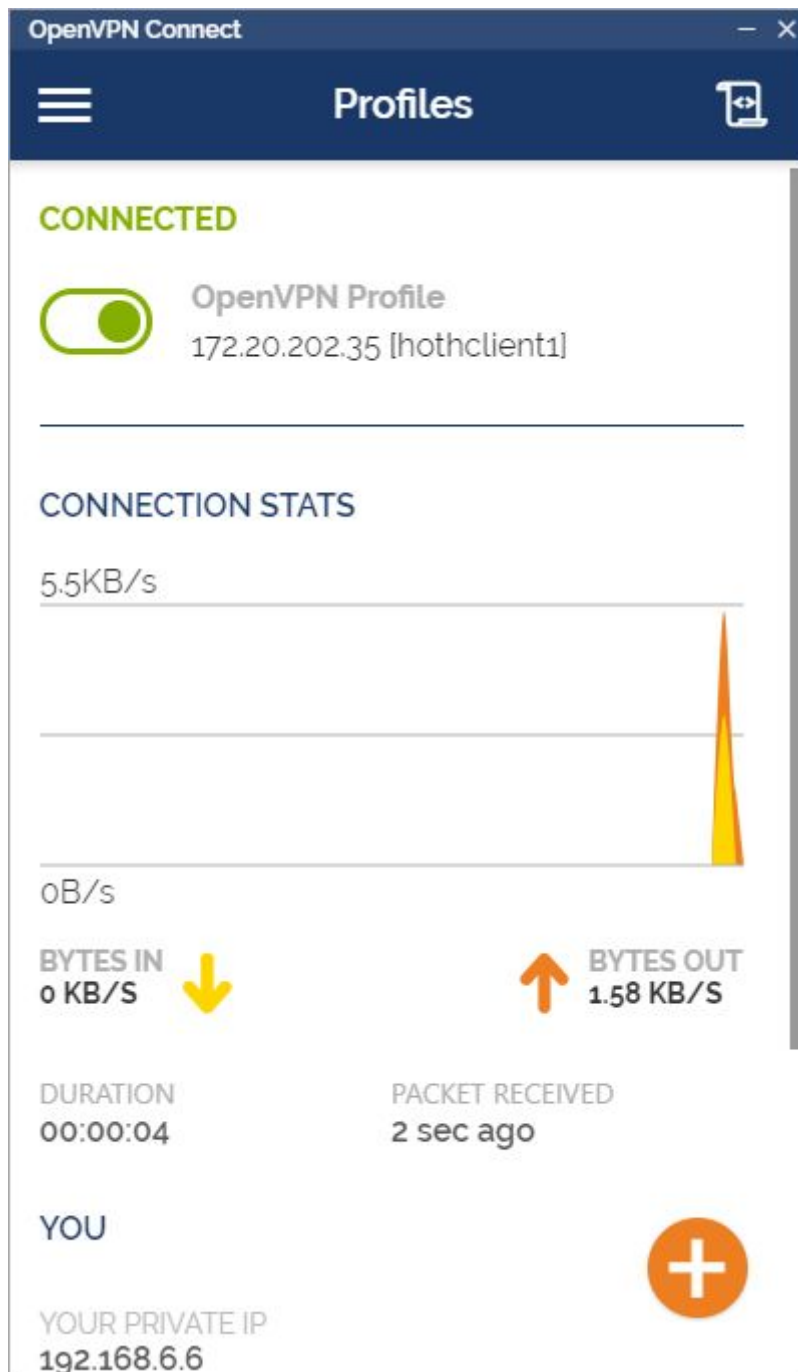 OpenVPN Connect
Profiles
CONNECTED
OpenVPN Profile
172.20.202.35 [hothclient1]
CONNECTION STATS
5.5KB/s
0B/s
BYTES IN
0 KB/S
BYTES OUT
1.58 KB/S
DURATION
00:00:04
PACKET RECEIVED
2 sec ago
YOU
YOUR PRIVATE IP
192.168.6.6